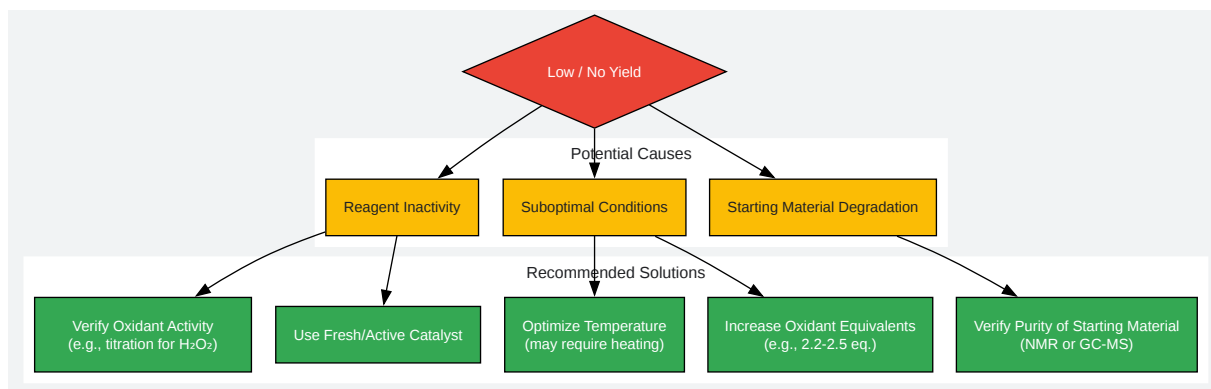 Low / No Yield
Potential Causes
Reagent Inactivity
Suboptimal Conditions
Starting Material Degradation
Recommended Solutions
Verify Oxidant Activity
(e.g., titration for H₂O₂)
Use Fresh/Active Catalyst
Optimize Temperature
(may require heating)
Increase Oxidant Equivalents
(e.g., 2.2-2.5 eq.)
Verify Purity of Starting Material
(NMR or GC-MS)